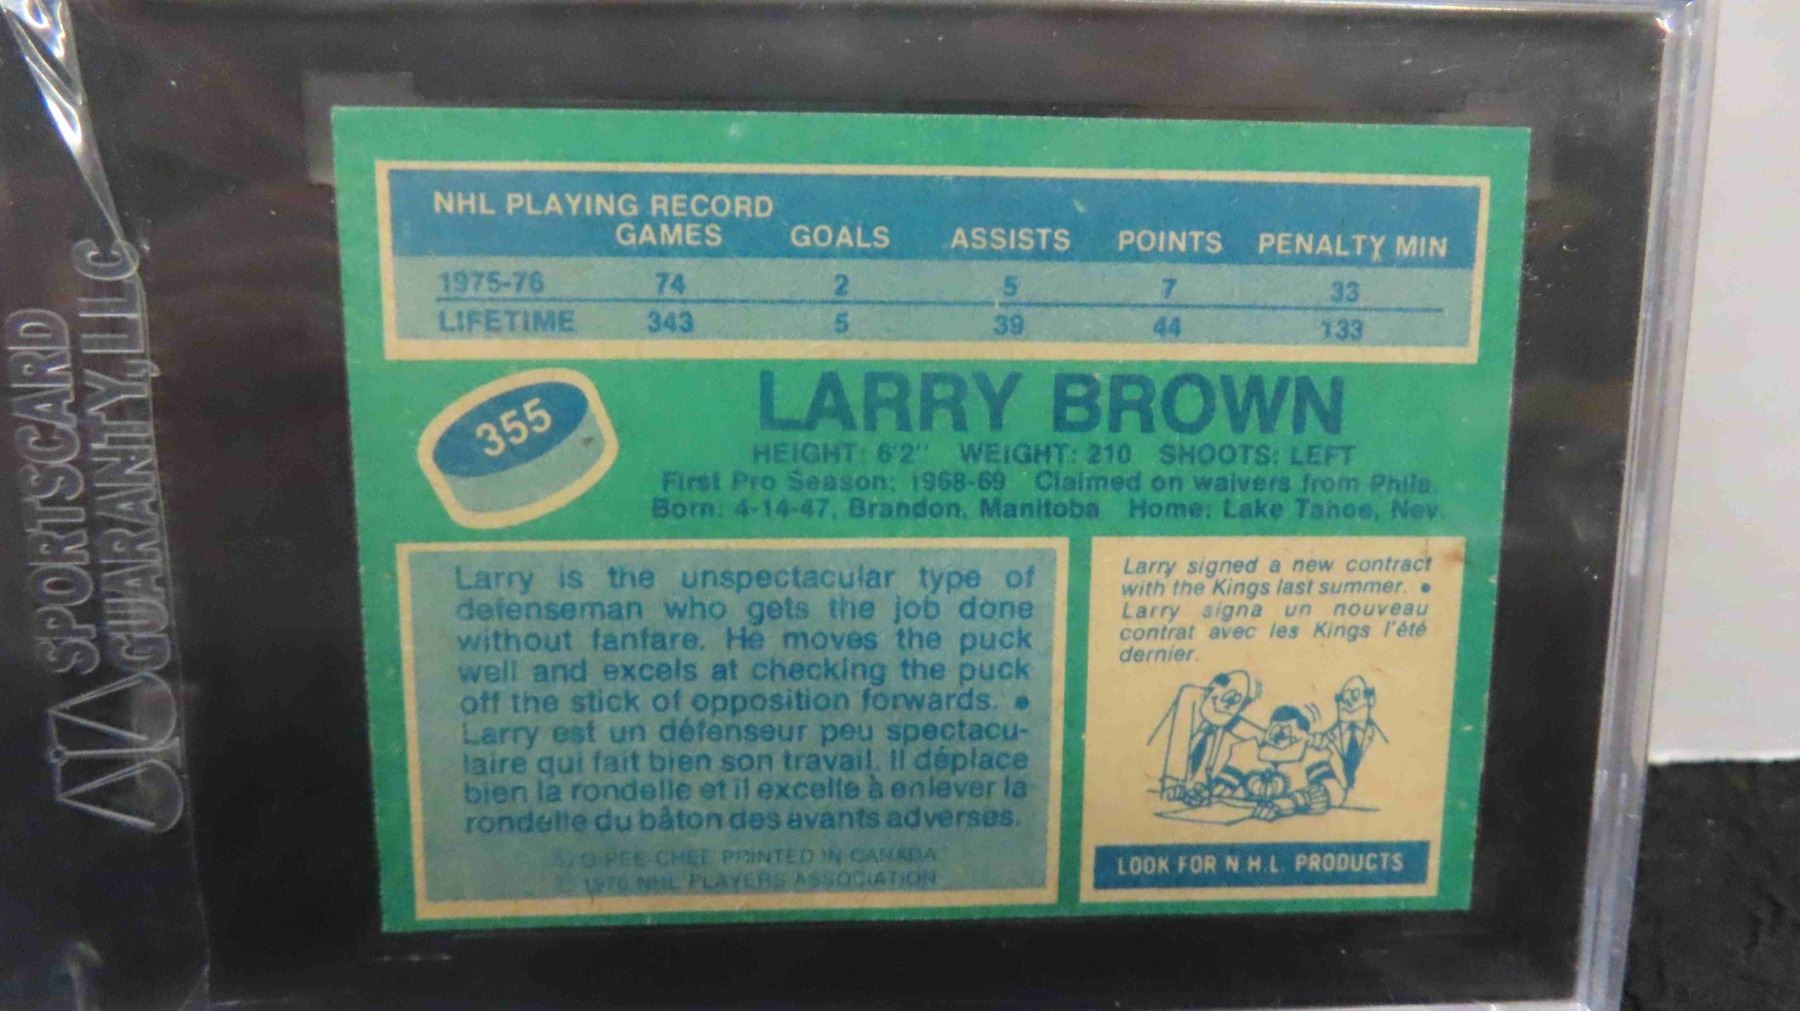 SPORTSCARD
GUARANTY, LLC
NHL PLAYING RECORD
GAMES GOALS ASSISTS POINTS PENALTY MIN
1975-76 74 2 5 7 33
LIFETIME 343 5 39 44 133
355
LARRY BROWN
HEIGHT: 6'2" WEIGHT: 210 SHOOTS: LEFT
First Pro Season: 1968-69 Claimed on waivers from Phila.
Born: 4-14-47, Brandon, Manitoba Home: Lake Tahoe, Nev.
Larry is the unspectacular type of
defenseman who gets the job done
without fanfare. He moves the puck
well and excels at checking the puck
off the stick of opposition forwards. •
Larry est un défenseur peu spectacu-
laire qui fait bien son travail. Il déplace
bien la rondelle et il excelle à enlever la
rondelle du bâton des avants adverses.
© O-PEE-CHEE PRINTED IN CANADA
© 1976 NHL PLAYERS ASSOCIATION
Larry signed a new contract
with the Kings last summer. •
Larry signa un nouveau
contrat avec les Kings l'été
dernier.
LOOK FOR N.H.L. PRODUCTS